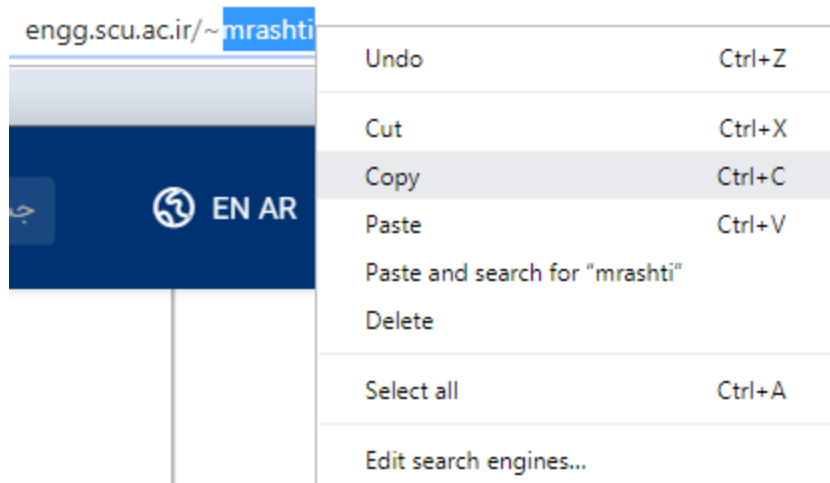 engg.scu.ac.ir/~mrashti
Undo Ctrl+Z
Cut Ctrl+X
Copy Ctrl+C
Paste Ctrl+V
Paste and search for “mrashti”
Delete
Select all Ctrl+A
Edit search engines...
EN AR